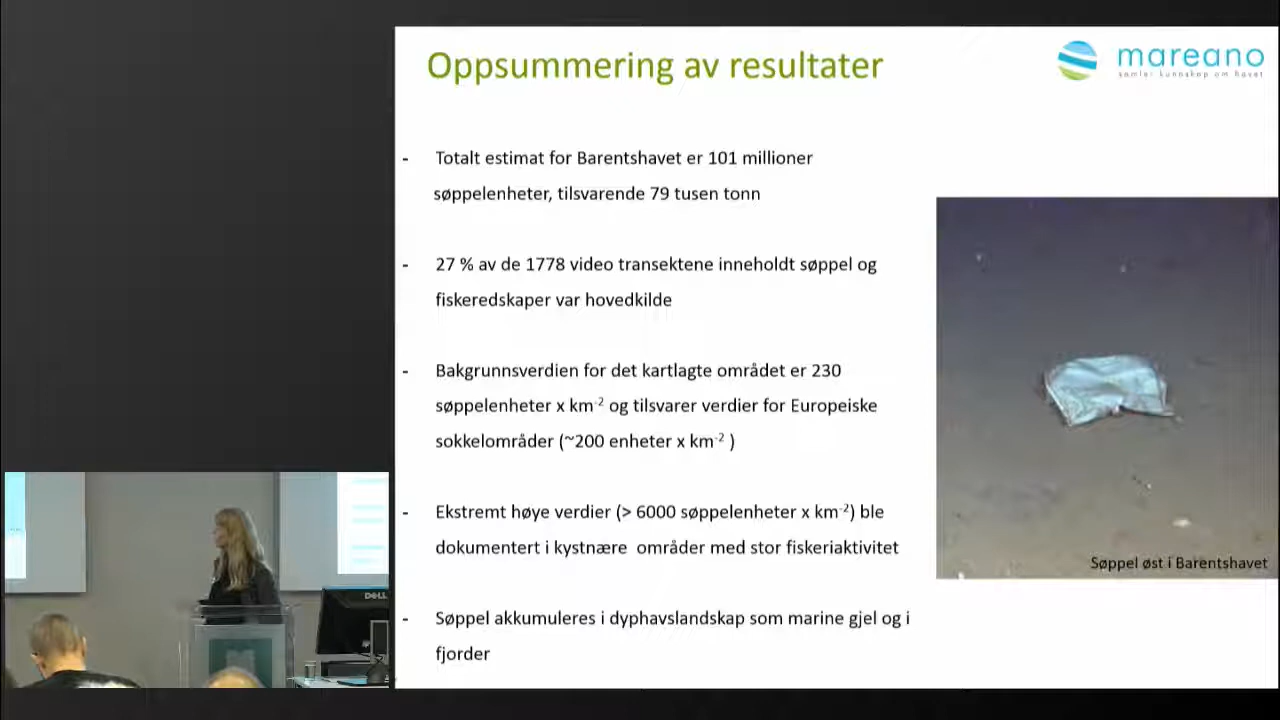 Oppsummering av resultater
mareano
samler kunnskap om havet
- Totalt estimat for Barentshavet er 101 millioner
søppelenheter, tilsvarende 79 tusen tonn
- 27 % av de 1778 video transektene inneholdt søppel og
fiskeredskaper var hovedkilde
- Bakgrunnsverdien for det kartlagte området er 230
søppelenheter x km⁻² og tilsvarer verdier for Europeiske
sokkelområder (~200 enheter x km⁻² )
- Ekstremt høye verdier (> 6000 søppelenheter x km⁻²) ble
dokumentert i kystnære områder med stor fiskeriaktivitet
- Søppel akkumuleres i dyphavslandskap som marine gjel og i
fjorder
Søppel øst i Barentshavet
DELL